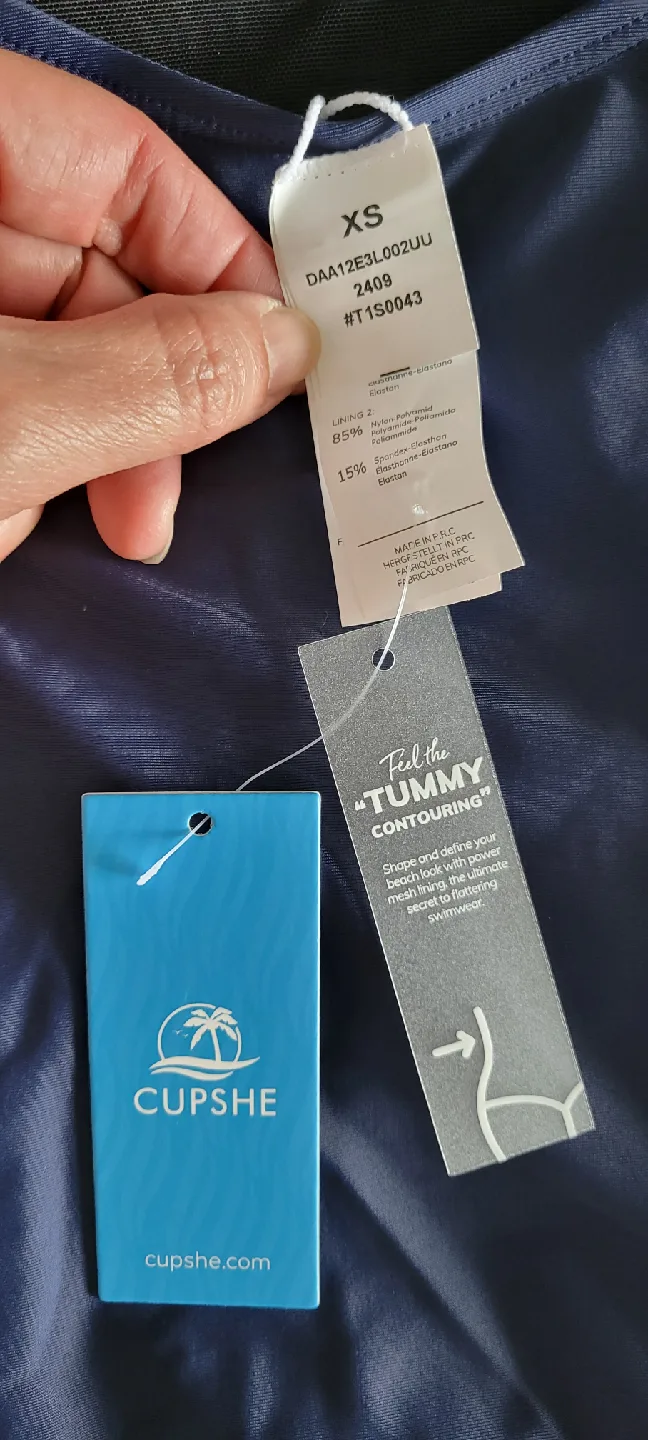 XS
DAA12E3L002UU
2409
#T1S0043
Elasthanne-Elastano
Elastan
LINING 2:
85% Nylon-Polyamid
Polyamide-Poliamida
Poliammide
15% Spandex-Elasthan
Elasthanne-Elastano
Elastan
F
MADE IN P.R.C
HERGESTELLT IN PRC
FABRIQUÉ EN RPC
FABRICADO EN RPC
Feel the
"TUMMY
CONTOURING"
Shape and define your
beach look with power
mesh lining, the ultimate
secret to flattering
swimwear.
CUPSHE
cupshe.com